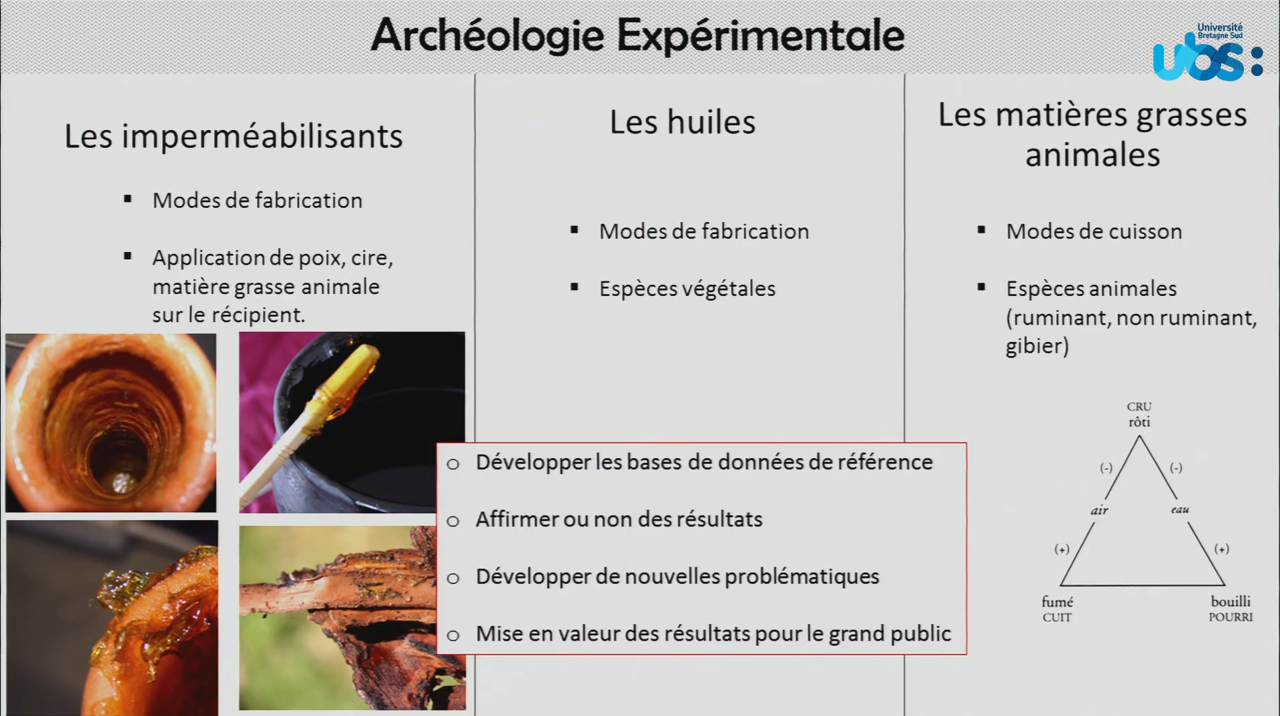 Archéologie Expérimentale
Université
Bretagne Sud
ubs:
Les imperméabilisants
▪ Modes de fabrication
▪ Application de poix, cire,
matière grasse animale
sur le récipient.
Les huiles
▪ Modes de fabrication
▪ Espèces végétales
Les matières grasses
animales
▪ Modes de cuisson
▪ Espèces animales
(ruminant, non ruminant,
gibier)
CRU
rôti
(-) (-)
air eau
(+) (+)
fumé bouilli
CUIT POURRI
o Développer les bases de données de référence
o Affirmer ou non des résultats
o Développer de nouvelles problématiques
o Mise en valeur des résultats pour le grand public